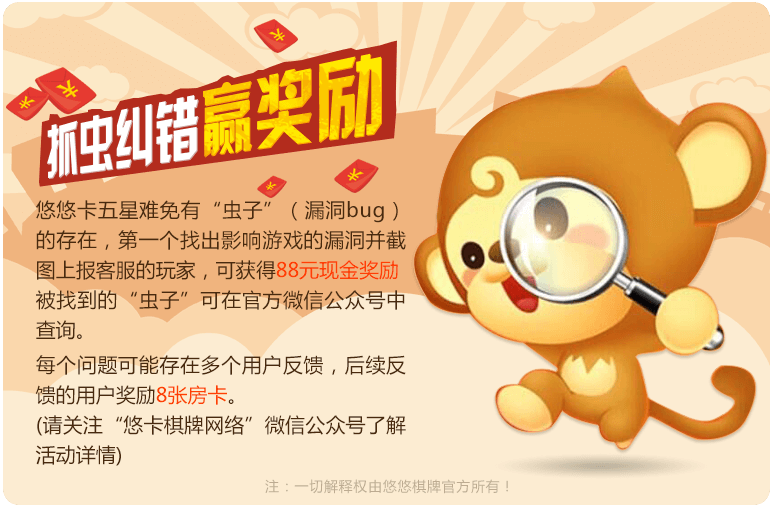 抓虫纠错赢奖励
悠悠卡五星难免有“虫子”（漏洞bug）
的存在，第一个找出影响游戏的漏洞并截
图上报客服的玩家，可获得88元现金奖励
被找到的“虫子”可在官方微信公众号中
查询。
每个问题可能存在多个用户反馈，后续反
馈的用户奖励8张房卡。
(请关注“悠卡棋牌网络”微信公众号了解
活动详情)
注：一切解释权由悠悠棋牌官方所有！